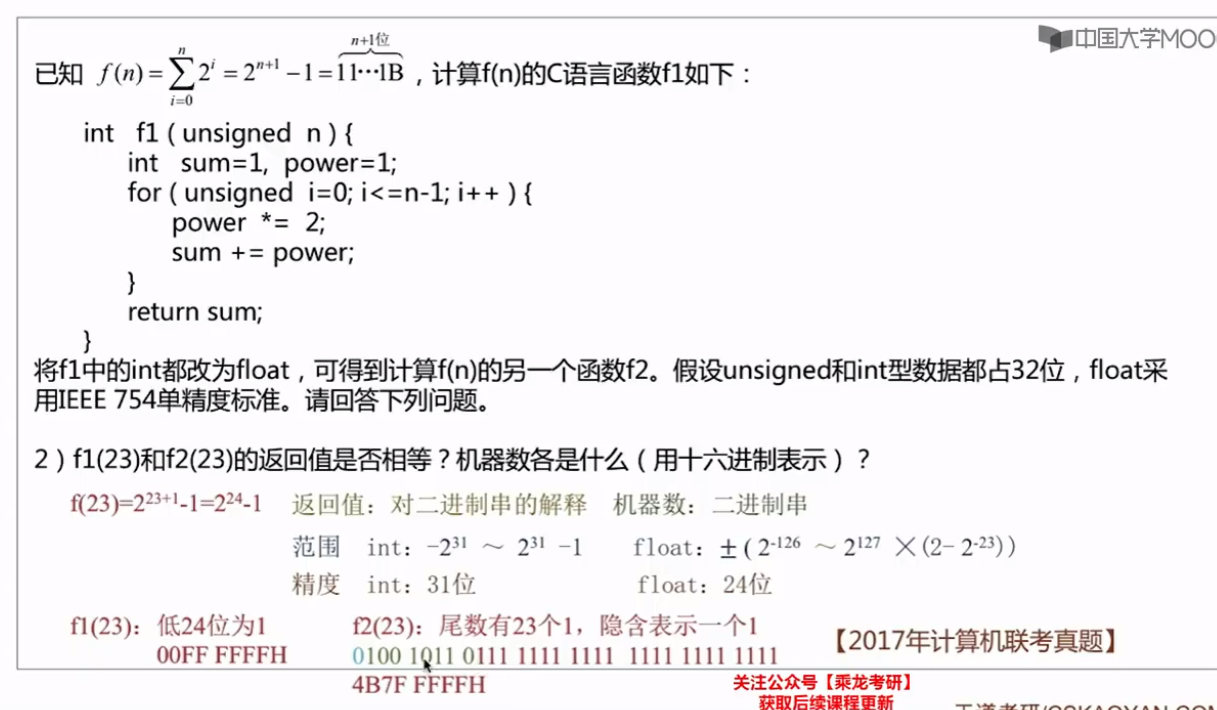 中国大学MOO
n+1位
已知 f(n)=∑_{i=0}^{n} 2^i = 2^{n+1} −1 = 11⋯1B ，计算f(n)的C语言函数f1如下：
int f1 ( unsigned n ) {
int sum=1, power=1;
for ( unsigned i=0; i<=n-1; i++ ) {
power *= 2;
sum += power;
}
return sum;
}
将f1中的int都改为float，可得到计算f(n)的另一个函数f2。假设unsigned和int型数据都占32位，float采
用IEEE 754单精度标准。请回答下列问题。
2）f1(23)和f2(23)的返回值是否相等？机器数各是什么（用十六进制表示）？
f(23)=2^{23+1}-1=2^{24}-1 返回值：对二进制串的解释 机器数：二进制串
范围 int：−2^{31} ～ 2^{31} −1 float：±(2^{-126} ～ 2^{127} ×(2− 2^{-23}))
精度 int：31位 float：24位
f1(23)：低24位为1 f2(23)：尾数有23个1，隐含表示一个1
【2017年计算机联考真题】
00FF FFFFH 0100 1011 0111 1111 1111 1111 1111 1111
4B7F FFFFH
关注公众号【乘龙考研】
获取后续课程更新